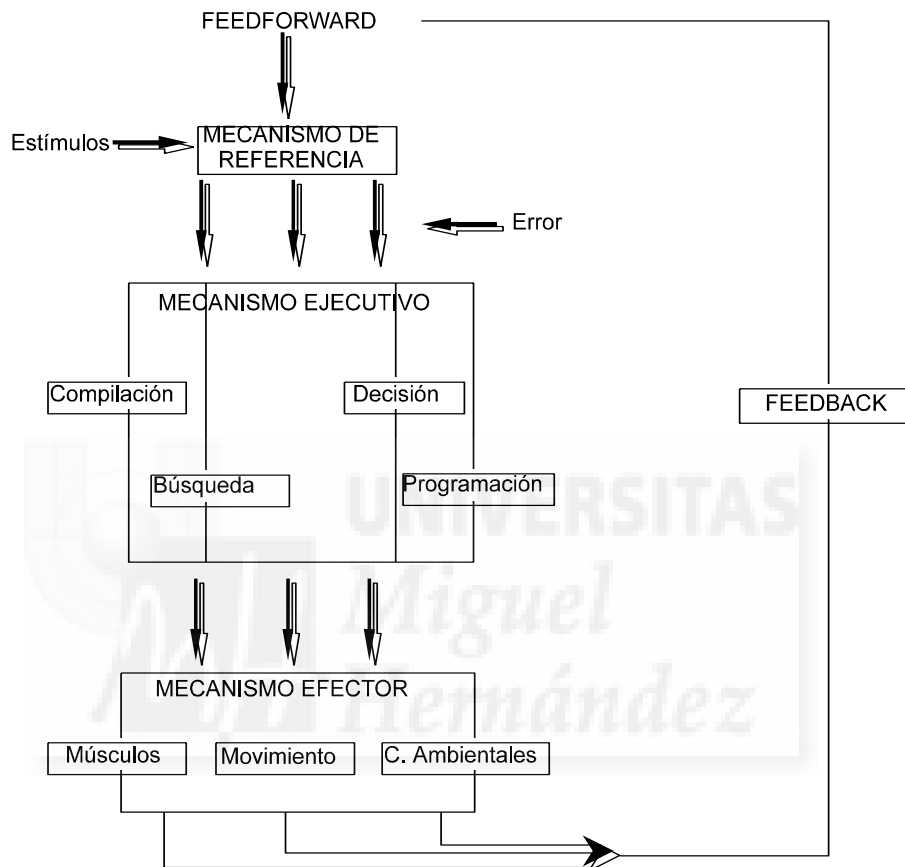 FEEDFORWARD
Estímulos
MECANISMO DE
REFERENCIA
Error
MECANISMO EJECUTIVO
Compilación
Decisión
FEEDBACK
Búsqueda
Programación
UNIVERSITAS
Miguel
Hernández
MECANISMO EFECTOR
Músculos
Movimiento
C. Ambientales